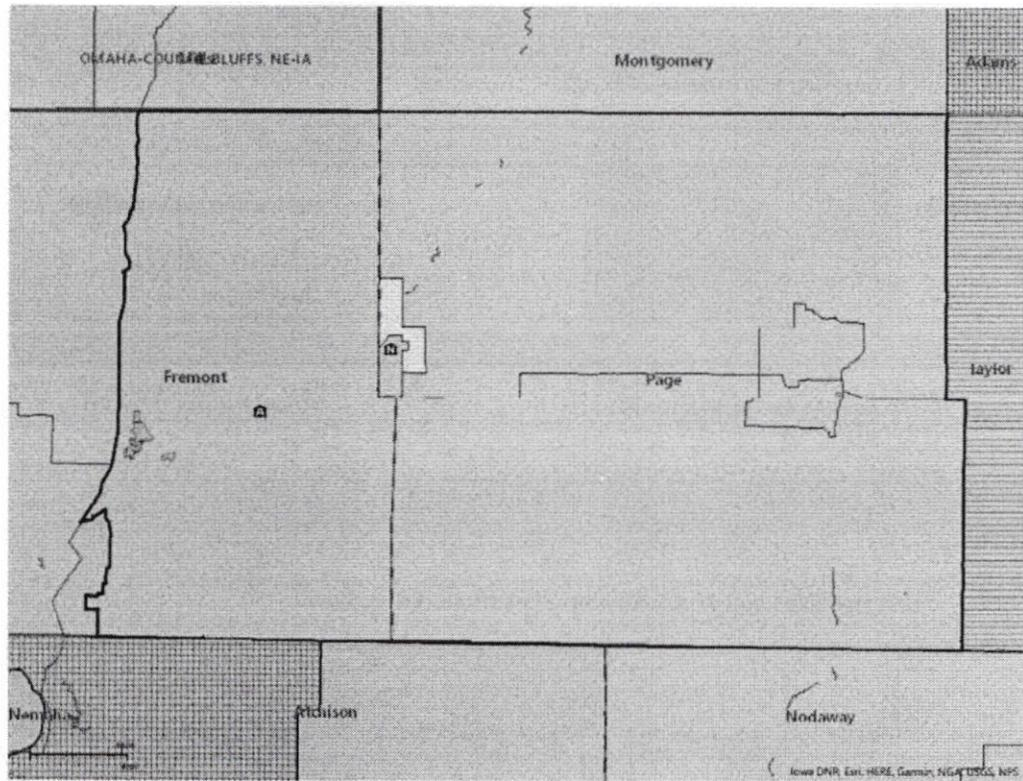 OMAHA-COUNCIL BLUFFS, NE-IA
Montgomery
Adams
Fremont
Page
Taylor
Nemaha
Atchison
Nodaway
Iowa DNR, Esri, HERE, Garmin, NGA, USGS, NPS